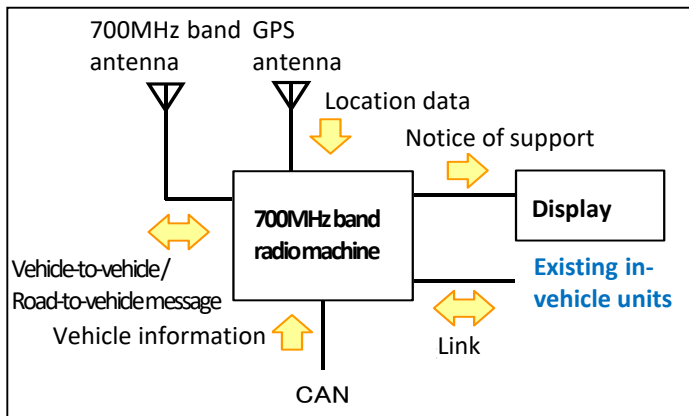 700MHz band GPS
antenna antenna
Location data
Notice of support
700MHz band
radio machine
Display
Vehicle-to-vehicle/
Road-to-vehicle message
Existing in-
vehicle units
Vehicle information
Link
CAN